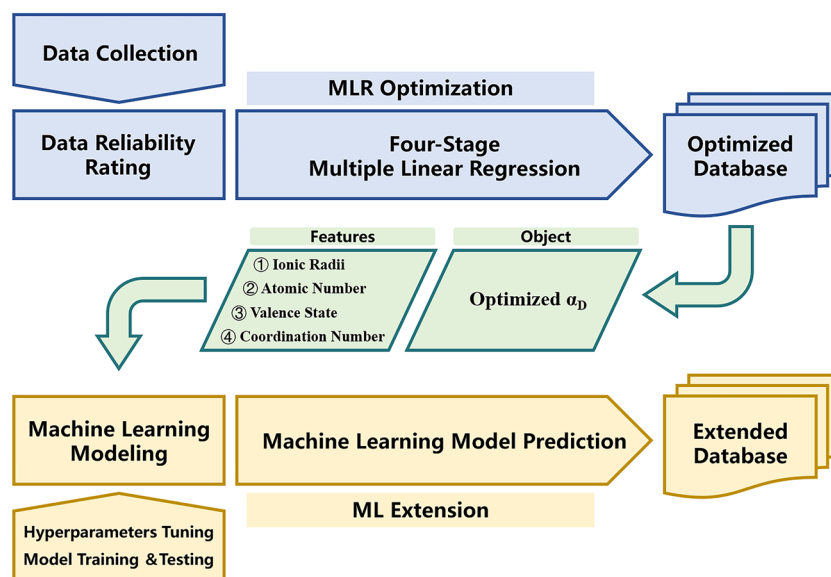 Data Collection
MLR Optimization
Data Reliability
Rating
Four-Stage
Multiple Linear Regression
Optimized
Database
Features
Object
① Ionic Radii
② Atomic Number
③ Valence State
④ Coordination Number
Optimized α_D
Machine Learning
Modeling
Machine Learning Model Prediction
Extended
Database
ML Extension
Hyperparameters Tuning
Model Training & Testing